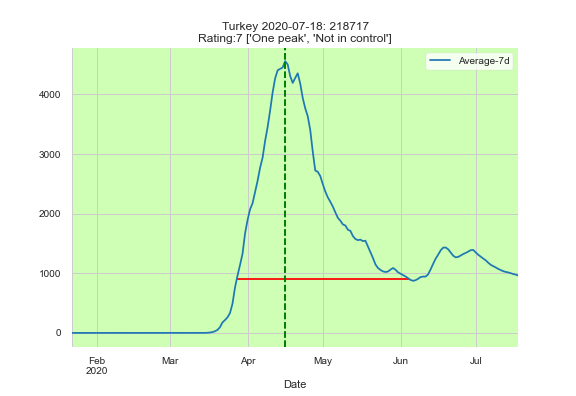 Turkey 2020-07-18: 218717
Rating:7 ['One peak', 'Not in control']
Average-7d
4000
3000
2000
1000
0
Feb Mar Apr May Jun Jul
2020
Date